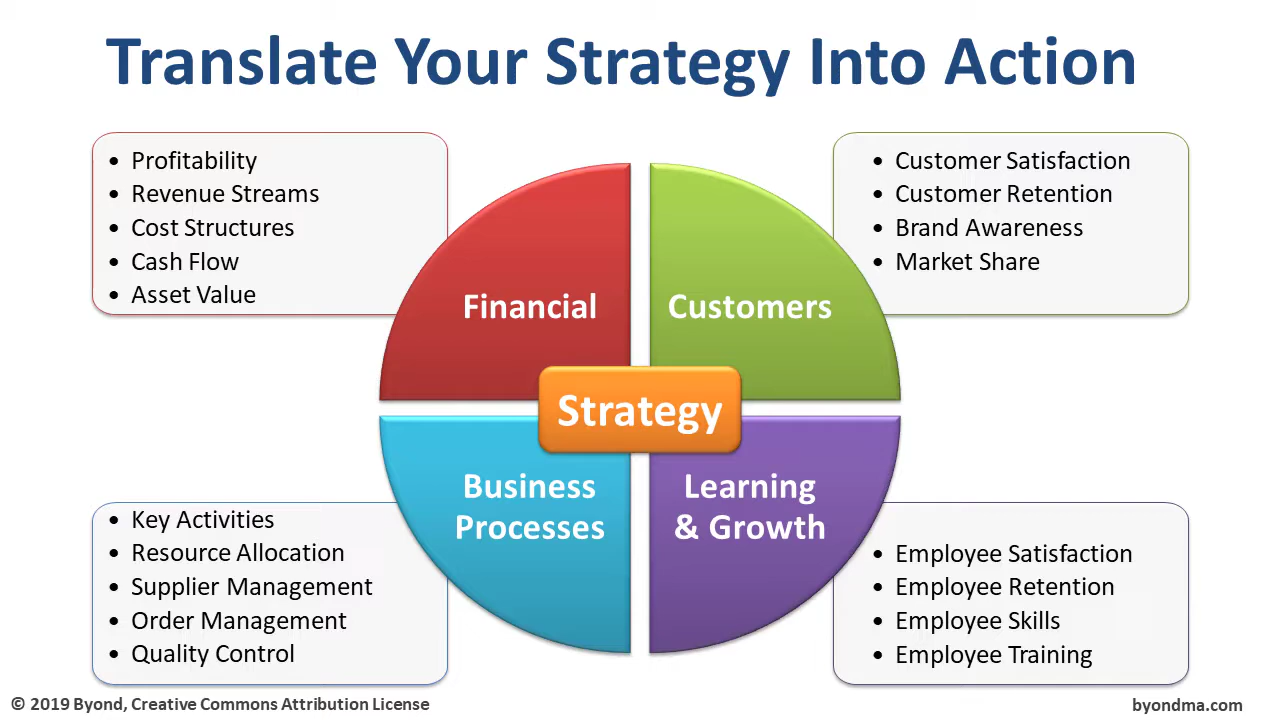 Translate Your Strategy Into Action
• Profitability
• Revenue Streams
• Cost Structures
• Cash Flow
• Asset Value
• Customer Satisfaction
• Customer Retention
• Brand Awareness
• Market Share
Financial
Customers
Strategy
Business
Processes
Learning
& Growth
• Key Activities
• Resource Allocation
• Supplier Management
• Order Management
• Quality Control
• Employee Satisfaction
• Employee Retention
• Employee Skills
• Employee Training
© 2019 Byond, Creative Commons Attribution License
byondma.com